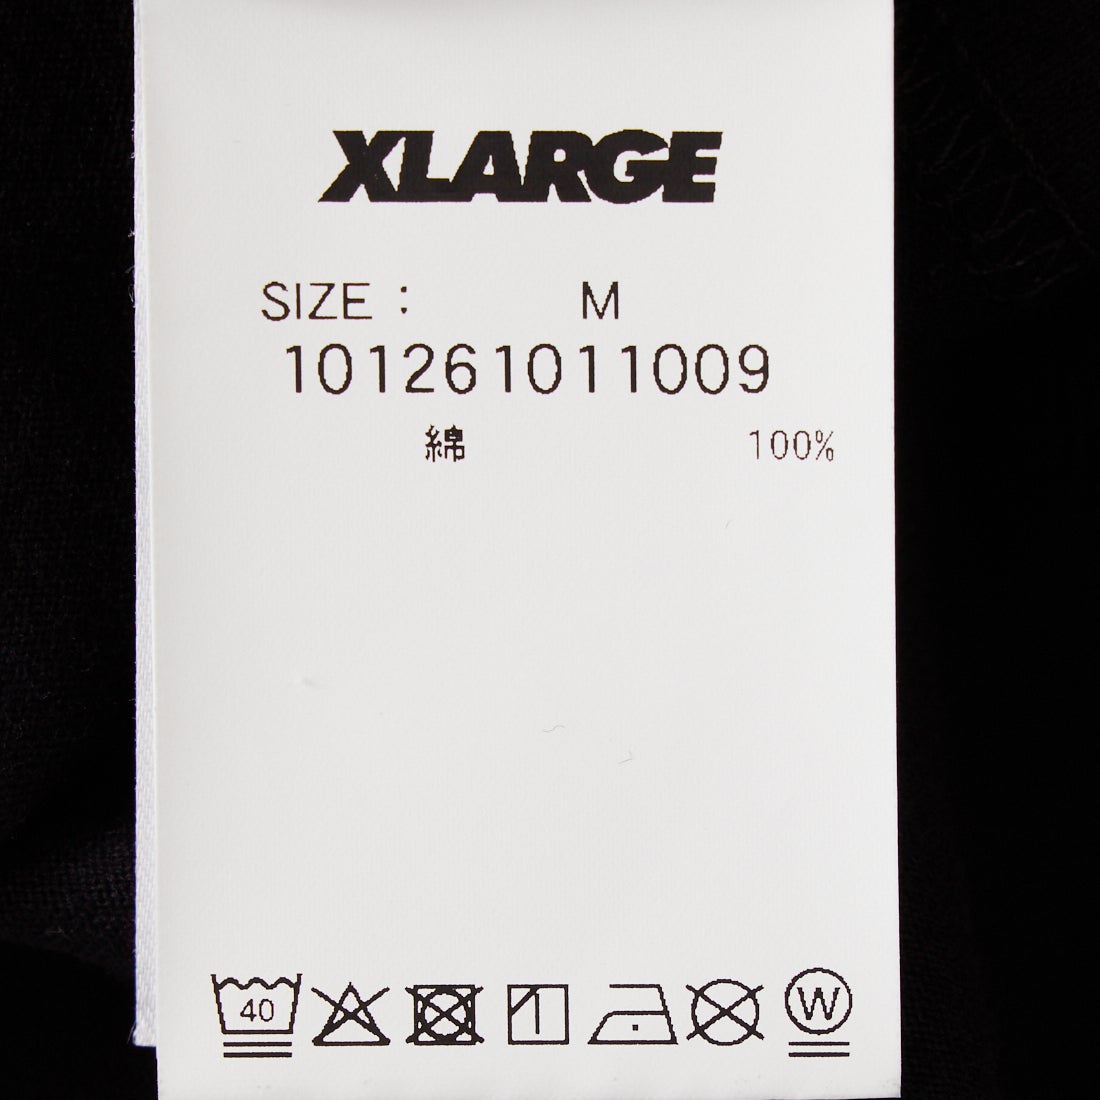 XLARGE
SIZE : M
101261011009
綿 100%
40 W